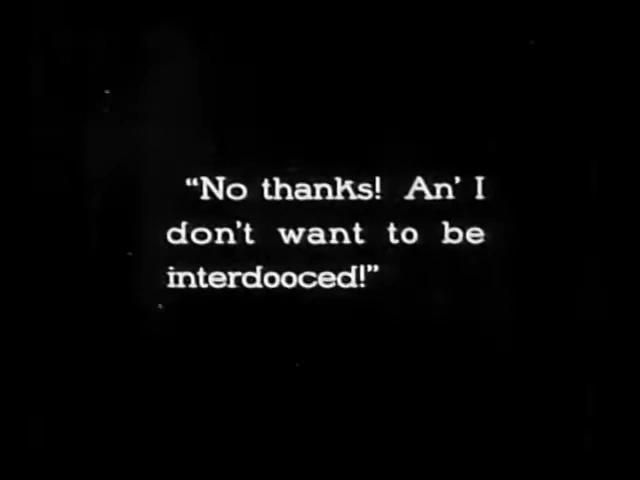 “No thanks! An’ I
don’t want to be
interdooced!”